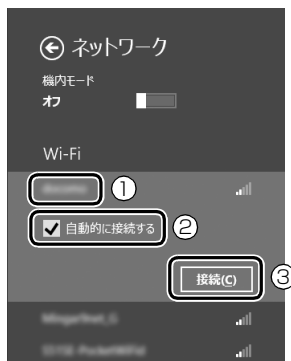 ネットワーク
機内モード
オフ
Wi-Fi
①
自動的に接続する ②
接続(C) ③